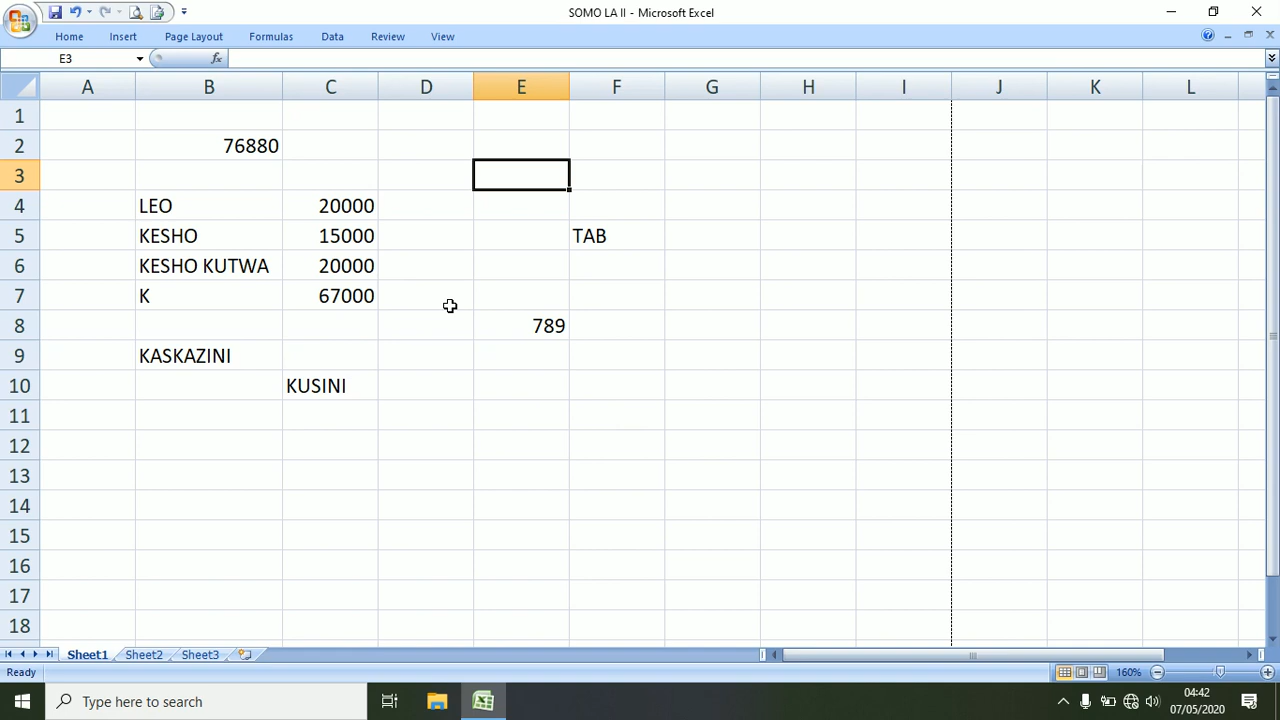 SOMO LA II - Microsoft Excel
Home Insert Page Layout Formulas Data Review View
E3 fx
A B C D E F G H I J K L
1
2 76880
3
4 LEO 20000
5 KESHO 15000 TAB
6 KESHO KUTWA 20000
7 K 67000
8 789
9 KASKAZINI
10 KUSINI
11
12
13
14
15
16
17
18
Sheet1 Sheet2 Sheet3
Ready 160%
Type here to search 04:42
07/05/2020